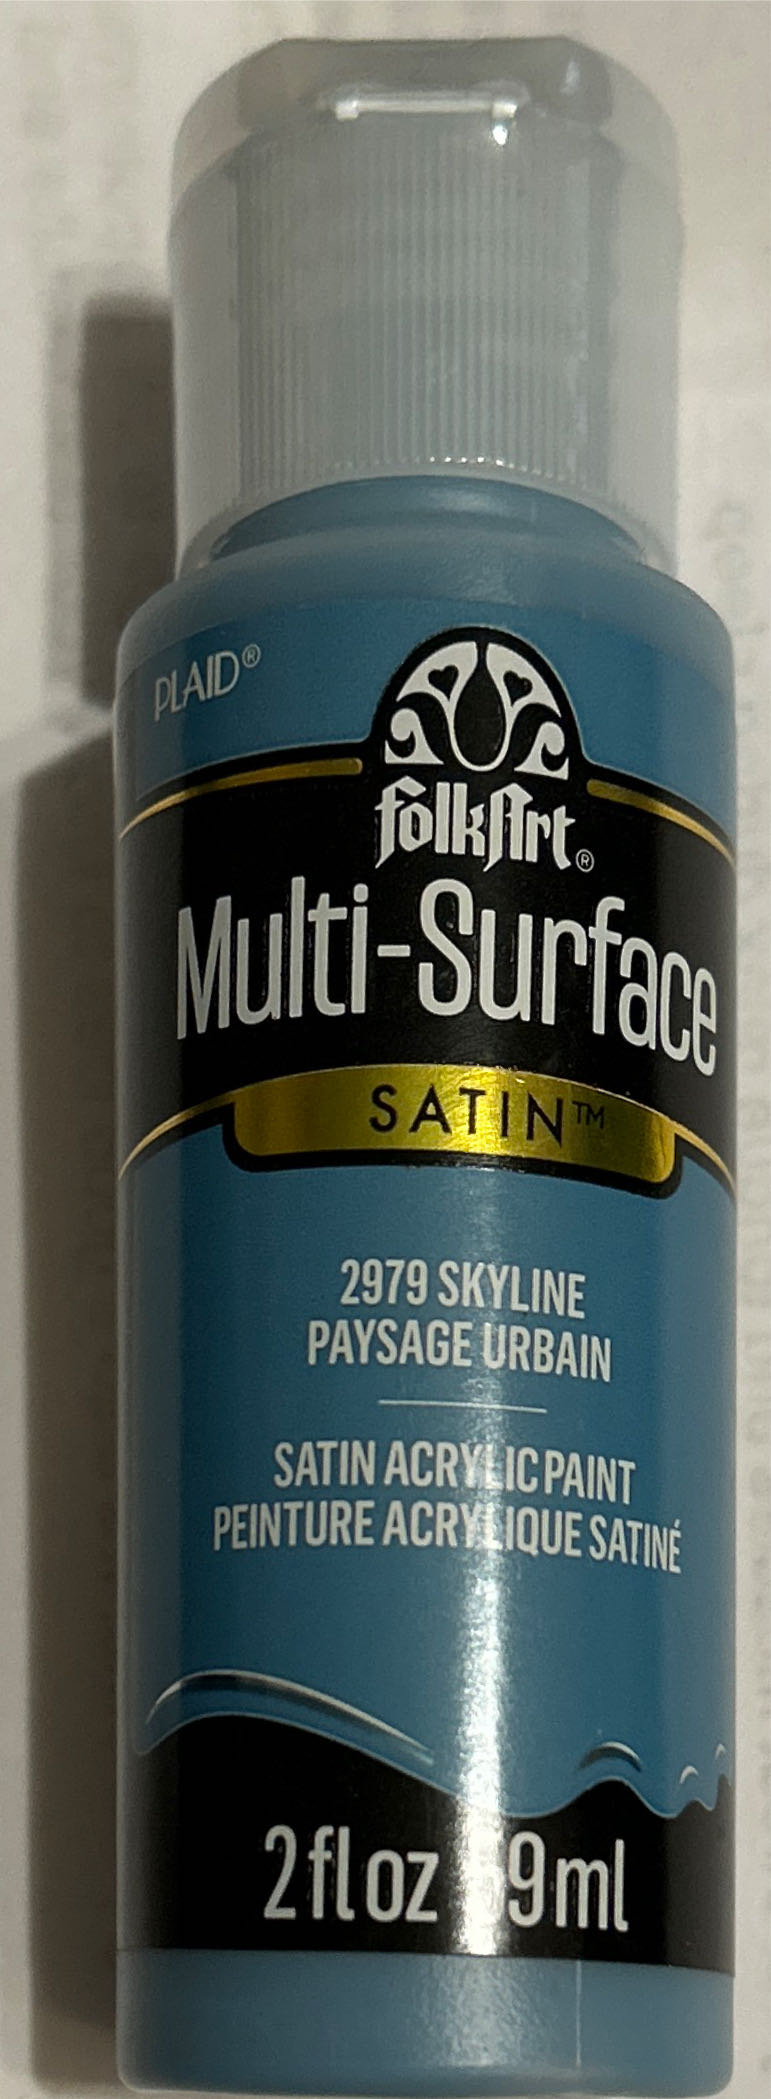 PLAID®
folkArt®
Multi-Surface
SATIN™
2979 SKYLINE
PAYSAGE URBAIN
SATIN ACRYLIC PAINT
PEINTURE ACRYLIQUE SATINÉ
2 fl oz 9 ml